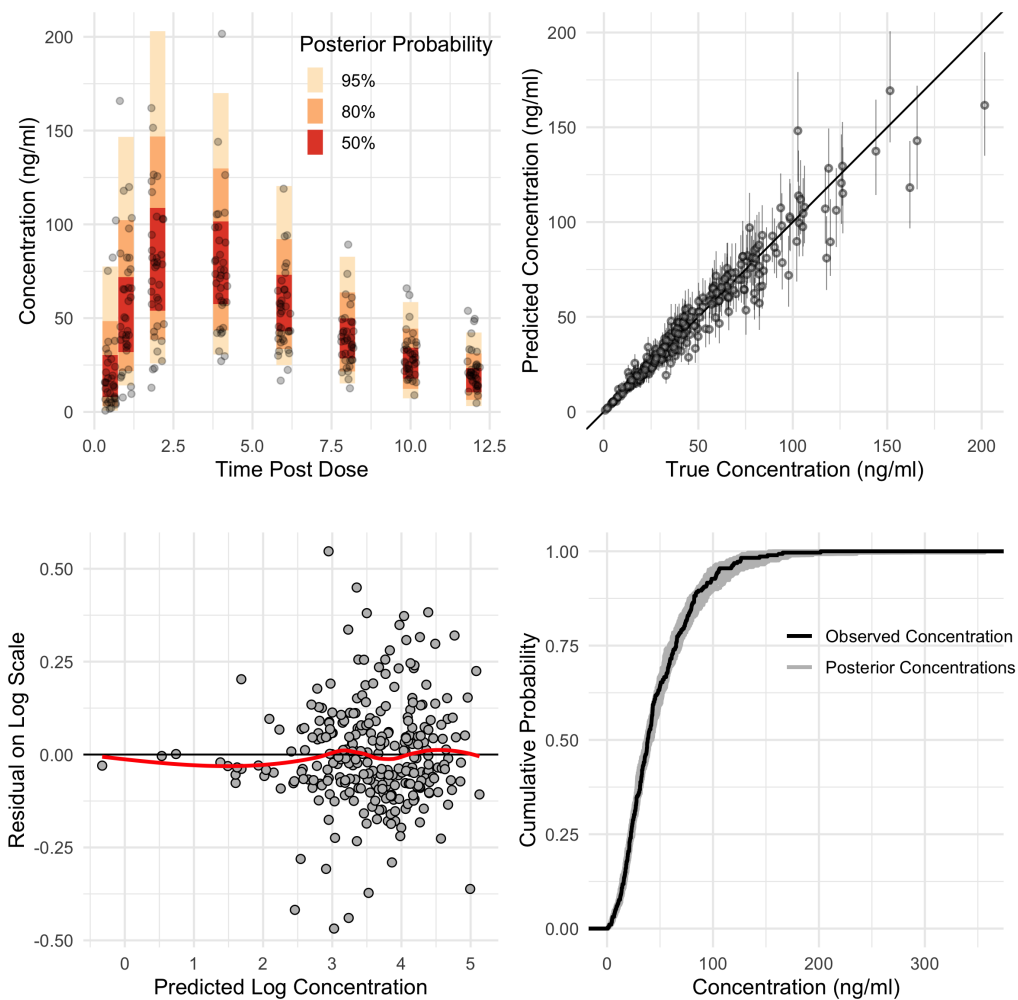 Posterior Probability
95%
80%
50%
200
150
100
50
0
Concentration (ng/ml)
0.0 2.5 5.0 7.5 10.0 12.5
Time Post Dose
200
150
100
50
0
Predicted Concentration (ng/ml)
0 50 100 150 200
True Concentration (ng/ml)
0.50
0.25
0.00
-0.25
-0.50
Residual on Log Scale
0 1 2 3 4 5
Predicted Log Concentration
1.00
0.75
0.50
0.25
0.00
Cumulative Probability
Observed Concentration
Posterior Concentrations
0 100 200 300
Concentration (ng/ml)